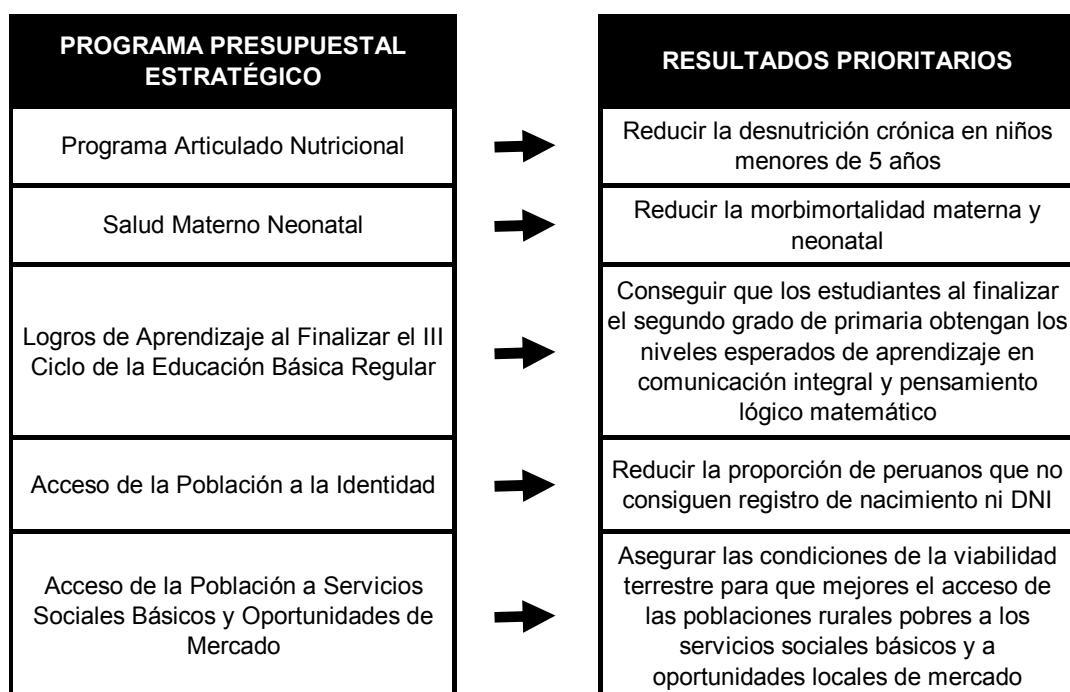 PROGRAMA PRESUPUESTAL
ESTRATÉGICO
RESULTADOS PRIORITARIOS
Programa Articulado Nutricional
Reducir la desnutrición crónica en niños
menores de 5 años
Salud Materno Neonatal
Reducir la morbimortalidad materna y
neonatal
Logros de Aprendizaje al Finalizar el III
Ciclo de la Educación Básica Regular
Conseguir que los estudiantes al finalizar
el segundo grado de primaria obtengan los
niveles esperados de aprendizaje en
comunicación integral y pensamiento
lógico matemático
Acceso de la Población a la Identidad
Reducir la proporción de peruanos que no
consiguen registro de nacimiento ni DNI
Acceso de la Población a Servicios
Sociales Básicos y Oportunidades de
Mercado
Asegurar las condiciones de la viabilidad
terrestre para que mejores el acceso de
las poblaciones rurales pobres a los
servicios sociales básicos y a
oportunidades locales de mercado